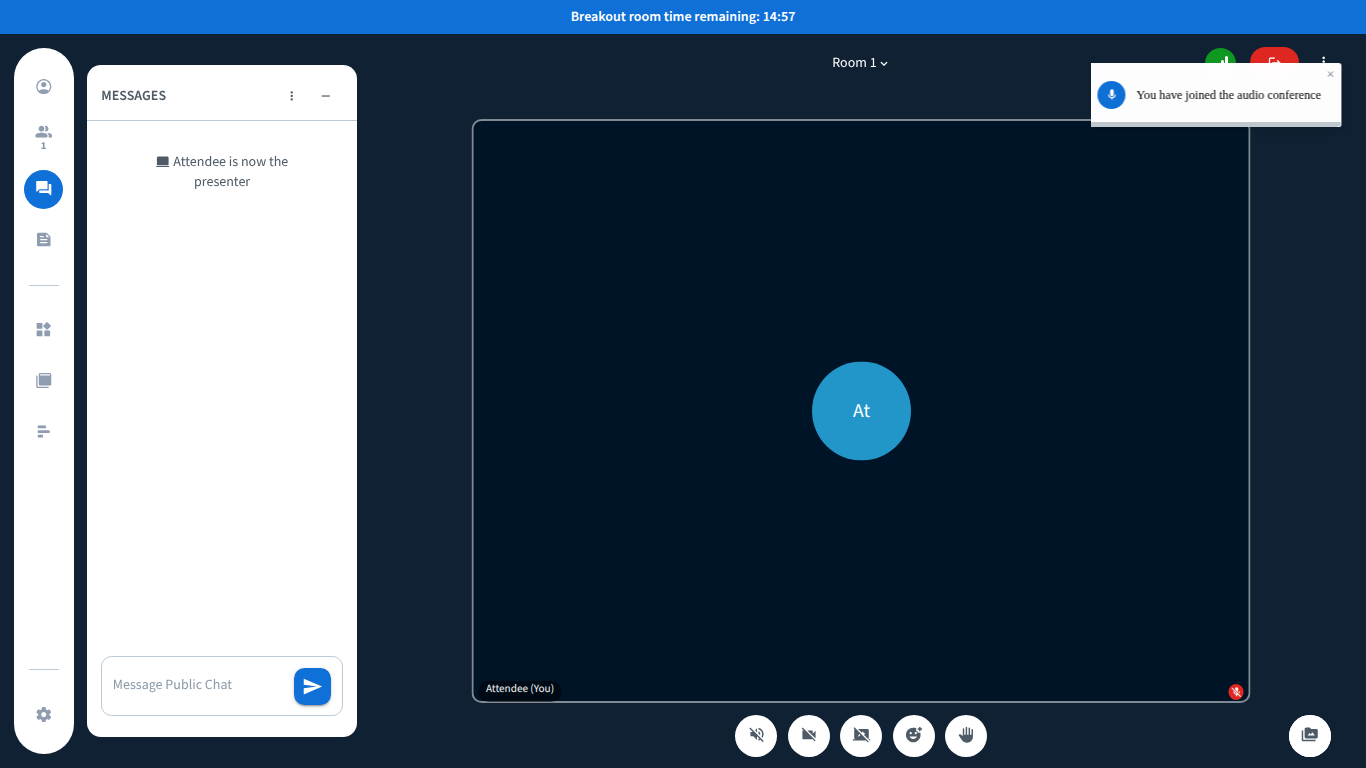 Breakout room time remaining: 14:57
Room 1
You have joined the audio conference
MESSAGES
1
Attendee is now the
presenter
At
Message Public Chat
Attendee (You)